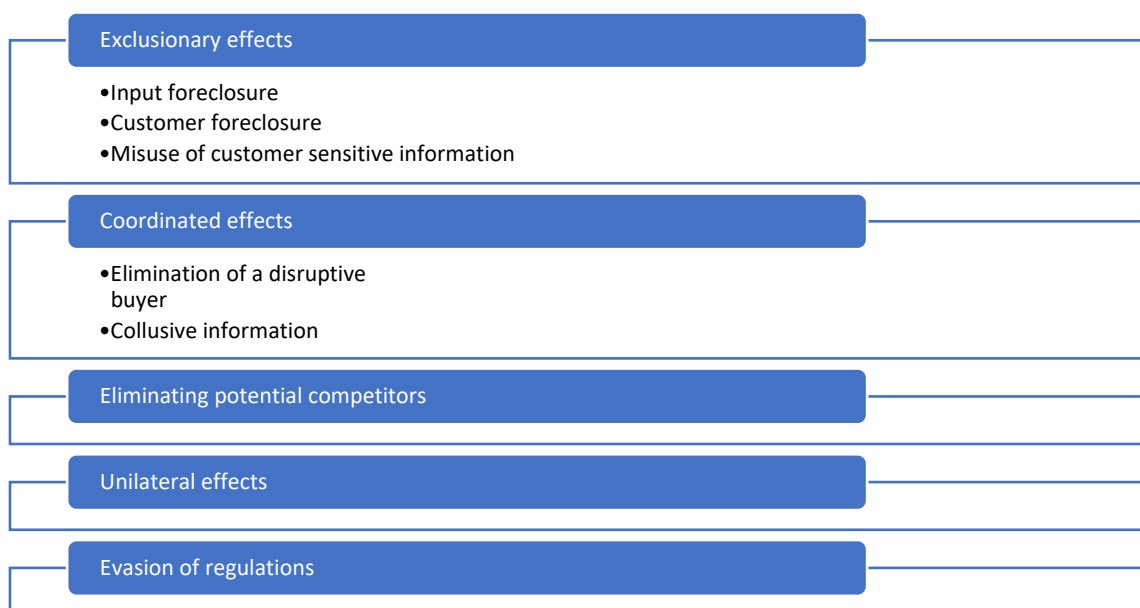 Exclusionary effects
•Input foreclosure
•Customer foreclosure
•Misuse of customer sensitive information
Coordinated effects
•Elimination of a disruptive
buyer
•Collusive information
Eliminating potential competitors
Unilateral effects
Evasion of regulations